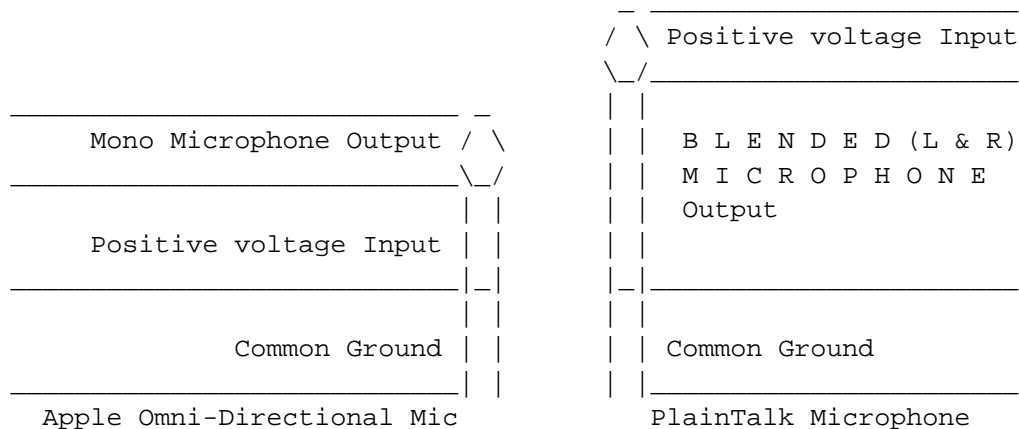 Positive voltage Input
Mono Microphone Output
B L E N D E D (L & R)
M I C R O P H O N E
Output
Positive voltage Input
Common Ground
Common Ground
Apple Omni-Directional Mic
PlainTalk Microphone